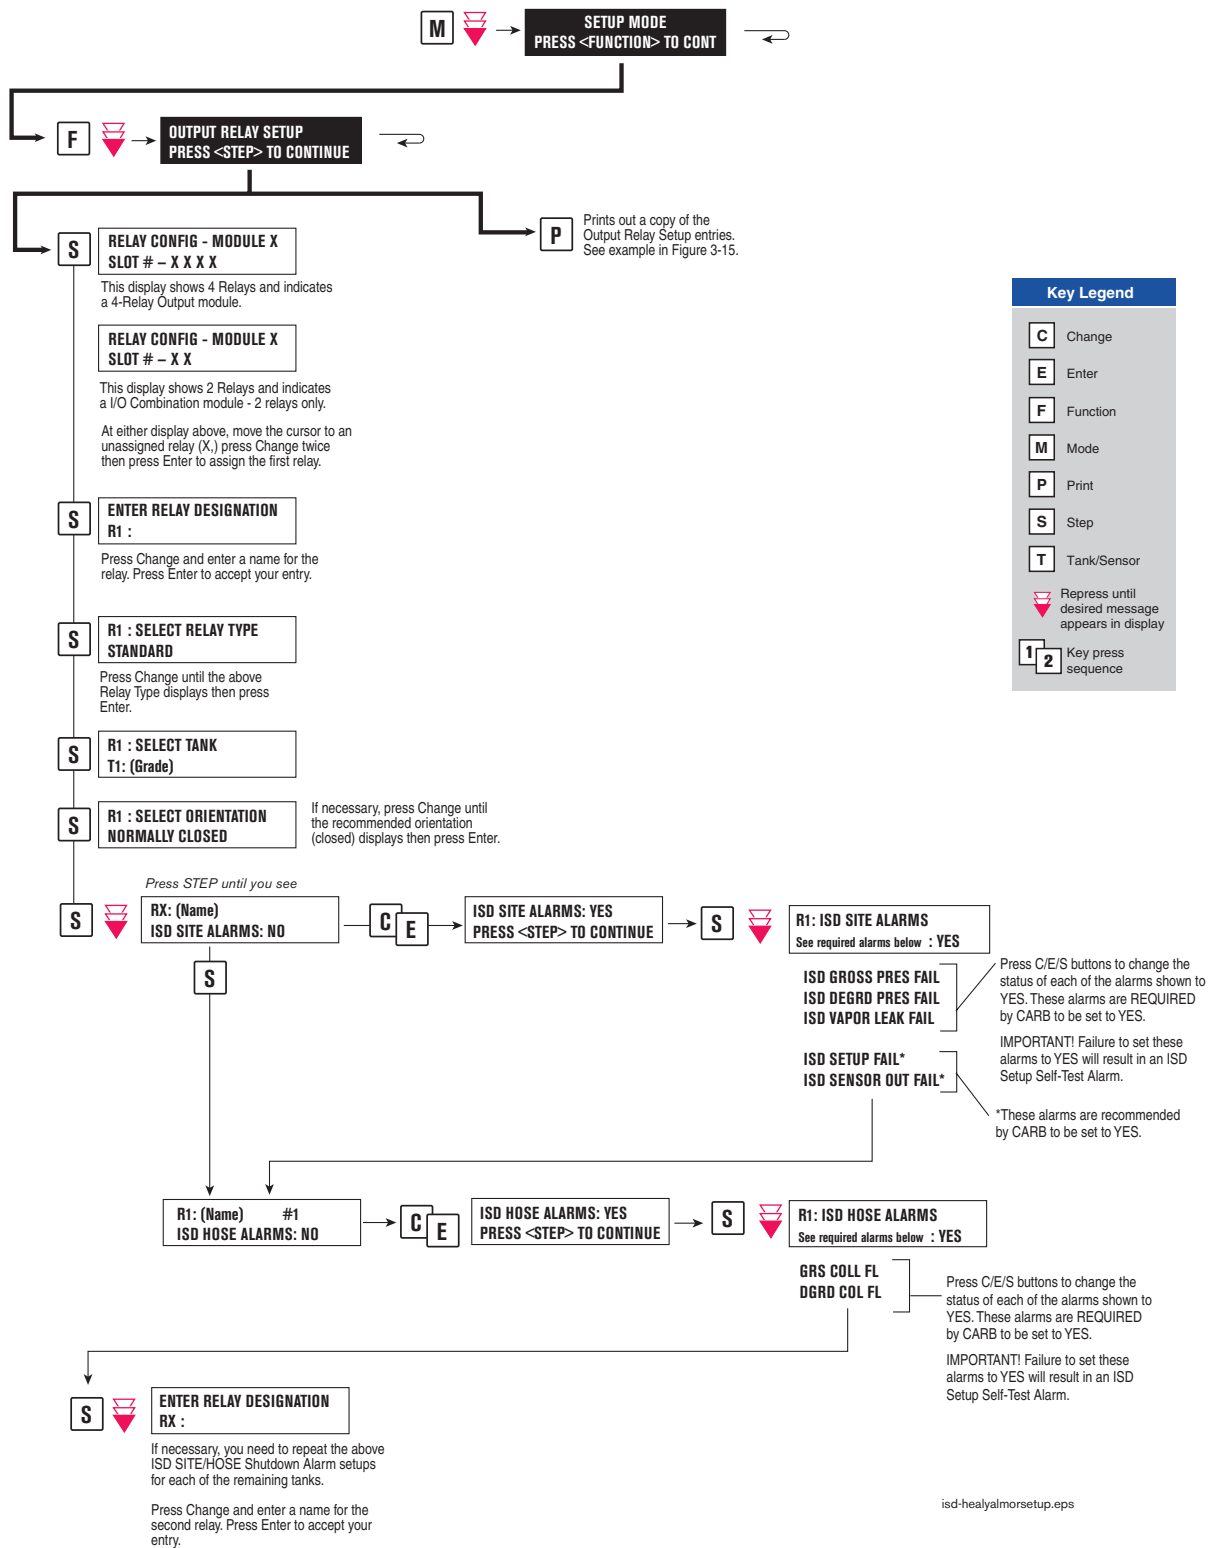 M
SETUP MODE
PRESS <FUNCTION> TO CONT
F
OUTPUT RELAY SETUP
PRESS <STEP> TO CONTINUE
P
Prints out a copy of the
Output Relay Setup entries.
See example in Figure 3-15.
S
RELAY CONFIG - MODULE X
SLOT # – X X X X
This display shows 4 Relays and indicates
a 4-Relay Output module.
RELAY CONFIG - MODULE X
SLOT # – X X
This display shows 2 Relays and indicates
a I/O Combination module - 2 relays only.
At either display above, move the cursor to an
unassigned relay (X,) press Change twice
then press Enter to assign the first relay.
Key Legend
C Change
E Enter
F Function
M Mode
P Print
S Step
T Tank/Sensor
Repress until
desired message
appears in display
1 2 Key press
sequence
S
ENTER RELAY DESIGNATION
R1 :
Press Change and enter a name for the
relay. Press Enter to accept your entry.
S
R1 : SELECT RELAY TYPE
STANDARD
Press Change until the above
Relay Type displays then press
Enter.
S
R1 : SELECT TANK
T1: (Grade)
S
R1 : SELECT ORIENTATION
NORMALLY CLOSED
If necessary, press Change until
the recommended orientation
(closed) displays then press Enter.
Press STEP until you see
S
RX: (Name)
ISD SITE ALARMS: NO
C E
ISD SITE ALARMS: YES
PRESS <STEP> TO CONTINUE
S
R1: ISD SITE ALARMS
See required alarms below : YES
S
ISD GROSS PRES FAIL
ISD DEGRD PRES FAIL
ISD VAPOR LEAK FAIL
Press C/E/S buttons to change the
status of each of the alarms shown to
YES. These alarms are REQUIRED
by CARB to be set to YES.
IMPORTANT! Failure to set these
alarms to YES will result in an ISD
Setup Self-Test Alarm.
ISD SETUP FAIL*
ISD SENSOR OUT FAIL*
*These alarms are recommended
by CARB to be set to YES.
R1: (Name) #1
ISD HOSE ALARMS: NO
C E
ISD HOSE ALARMS: YES
PRESS <STEP> TO CONTINUE
S
R1: ISD HOSE ALARMS
See required alarms below : YES
GRS COLL FL
DGRD COL FL
Press C/E/S buttons to change the
status of each of the alarms shown to
YES. These alarms are REQUIRED
by CARB to be set to YES.
IMPORTANT! Failure to set these
alarms to YES will result in an ISD
Setup Self-Test Alarm.
S
ENTER RELAY DESIGNATION
RX :
If necessary, you need to repeat the above
ISD SITE/HOSE Shutdown Alarm setups
for each of the remaining tanks.
Press Change and enter a name for the
second relay. Press Enter to accept your
entry.
isd-healyalmorsetup.eps